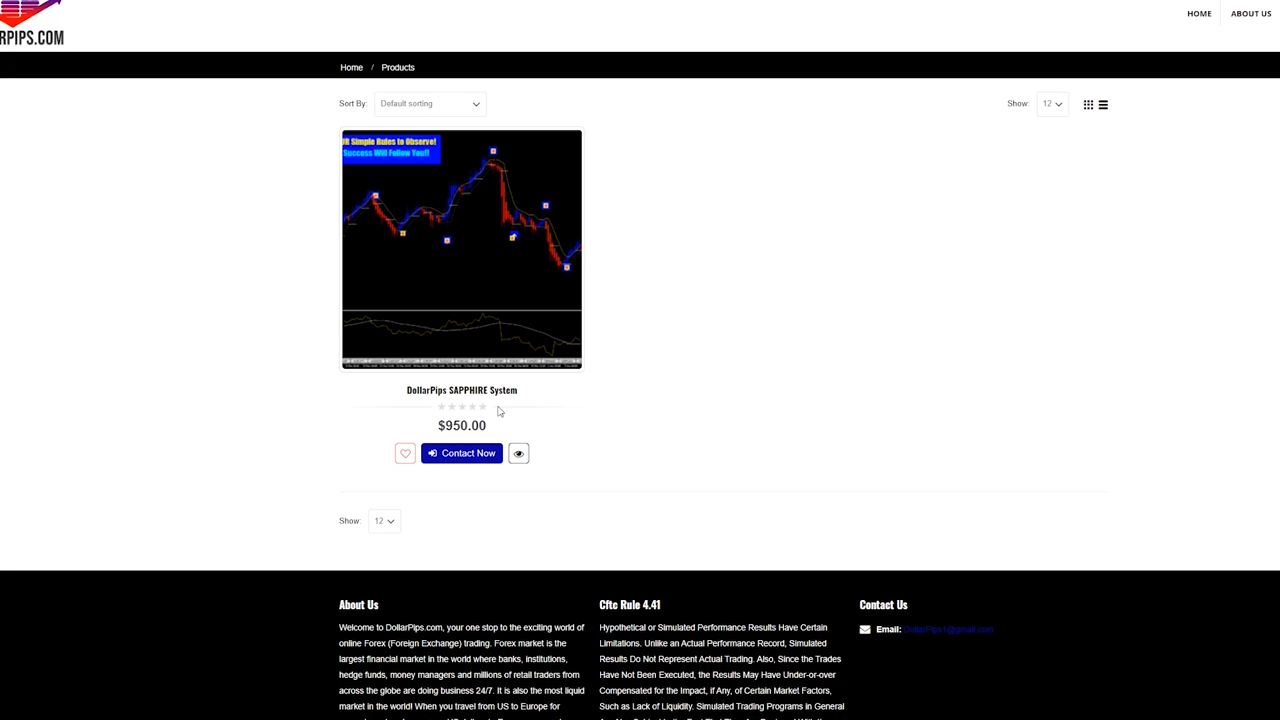 RPIPS.COM
HOME
ABOUT US
Home / Products
Sort By: Default sorting
Show: 12
JR Simple Rules to Observe!
Success Will Follow You!!
DollarPips SAPPHIRE System
$950.00
Contact Now
Show: 12
About Us
Welcome to DollarPips.com, your one stop to the exciting world of
online Forex (Foreign Exchange) trading. Forex market is the
largest financial market in the world where banks, institutions,
hedge funds, money managers and millions of retail traders from
across the globe are doing business 24/7. It is also the most liquid
market in the world! When you travel from US to Europe for
Cftc Rule 4.41
Hypothetical or Simulated Performance Results Have Certain
Limitations. Unlike an Actual Performance Record, Simulated
Results Do Not Represent Actual Trading. Also, Since the Trades
Have Not Been Executed, the Results May Have Under-or-over
Compensated for the Impact, if Any, of Certain Market Factors,
Such as Lack of Liquidity. Simulated Trading Programs in General
Contact Us
Email: DollarPips1@gmail.com